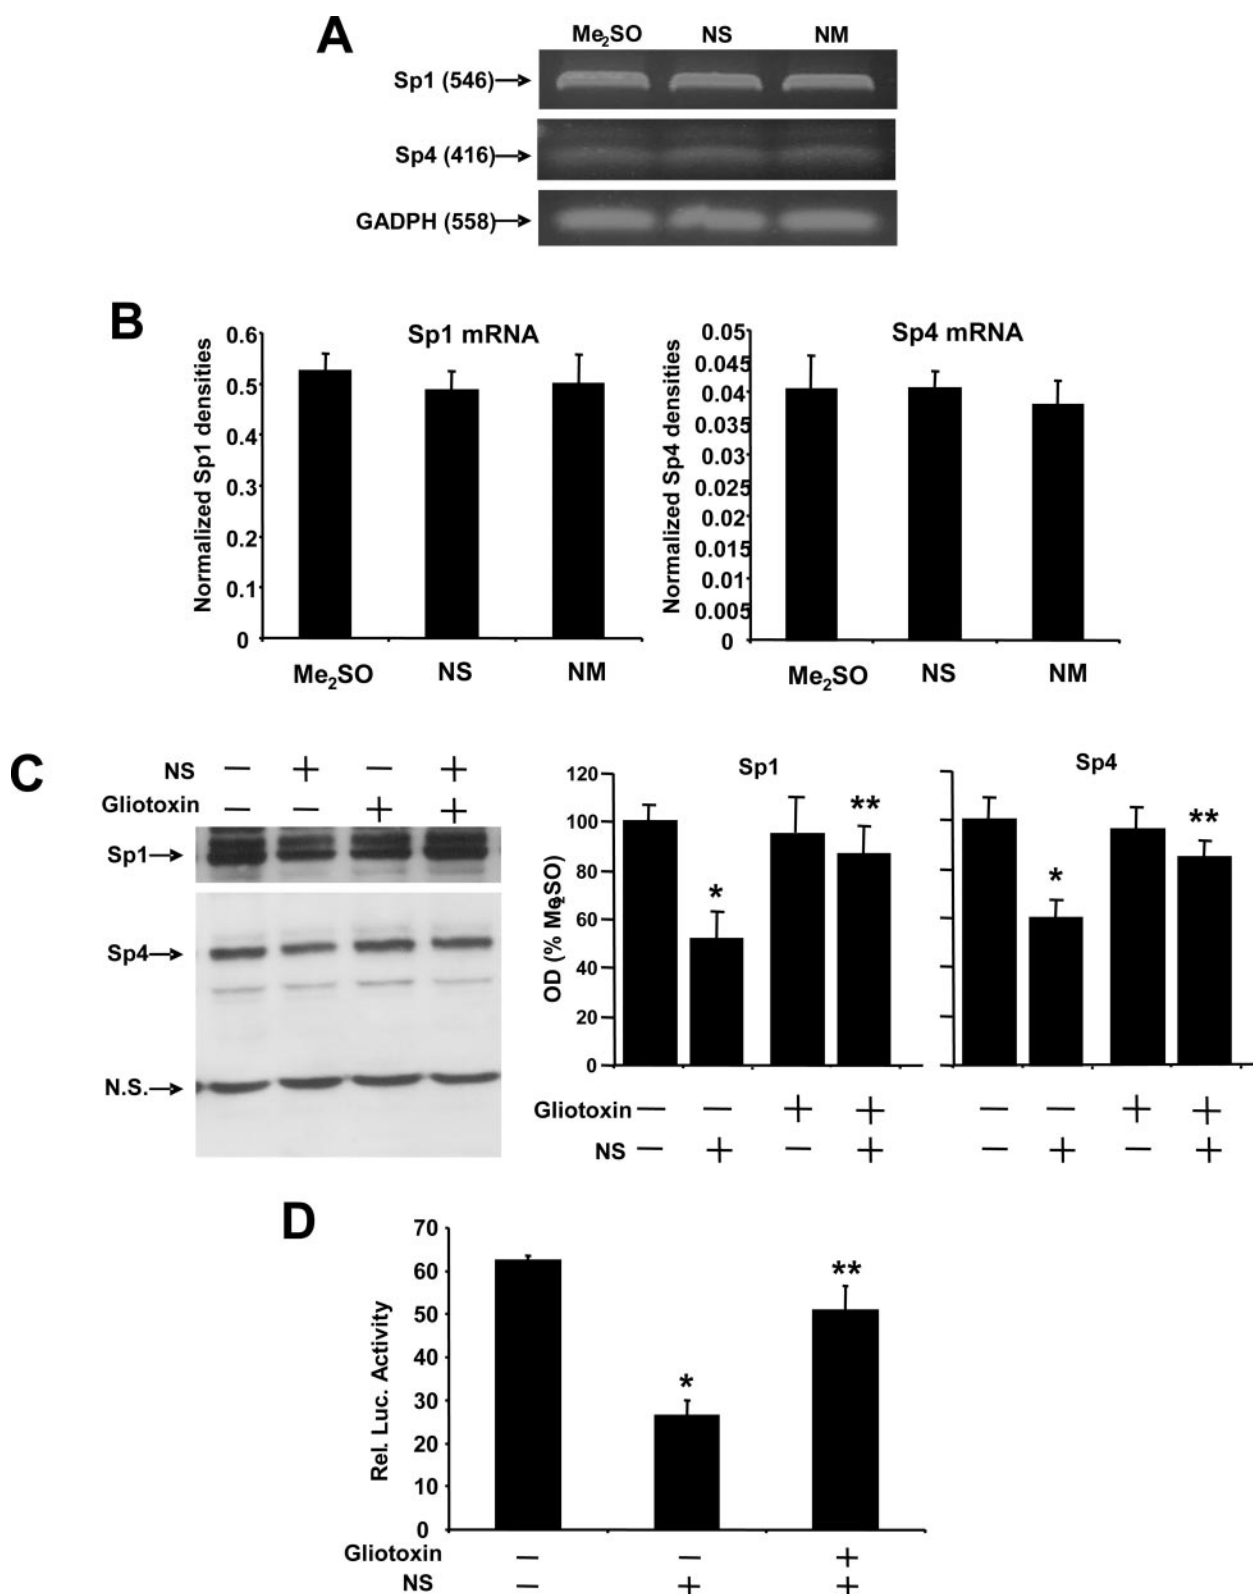 A
Me₂SO NS NM
Sp1 (546)
Sp4 (416)
GADPH (558)
B
Sp1 mRNA
Normalized Sp1 densities
0.6
0.5
0.4
0.3
0.2
0.1
0
Me₂SO NS NM
Sp4 mRNA
Normalized Sp4 densities
0.05
0.045
0.04
0.035
0.03
0.025
0.02
0.015
0.01
0.005
0
Me₂SO NS NM
C
NS − + − +
Gliotoxin − − + +
Sp1
Sp4
N.S.
Sp1
OD (% Me₂SO)
120
100
80
60
40
20
0
* **
Sp4
* **
Gliotoxin − − + + − − + +
NS − + − + − + − +
D
Rel. Luc. Activity
70
60
50
40
30
20
10
0
* **
Gliotoxin − − +
NS − + +